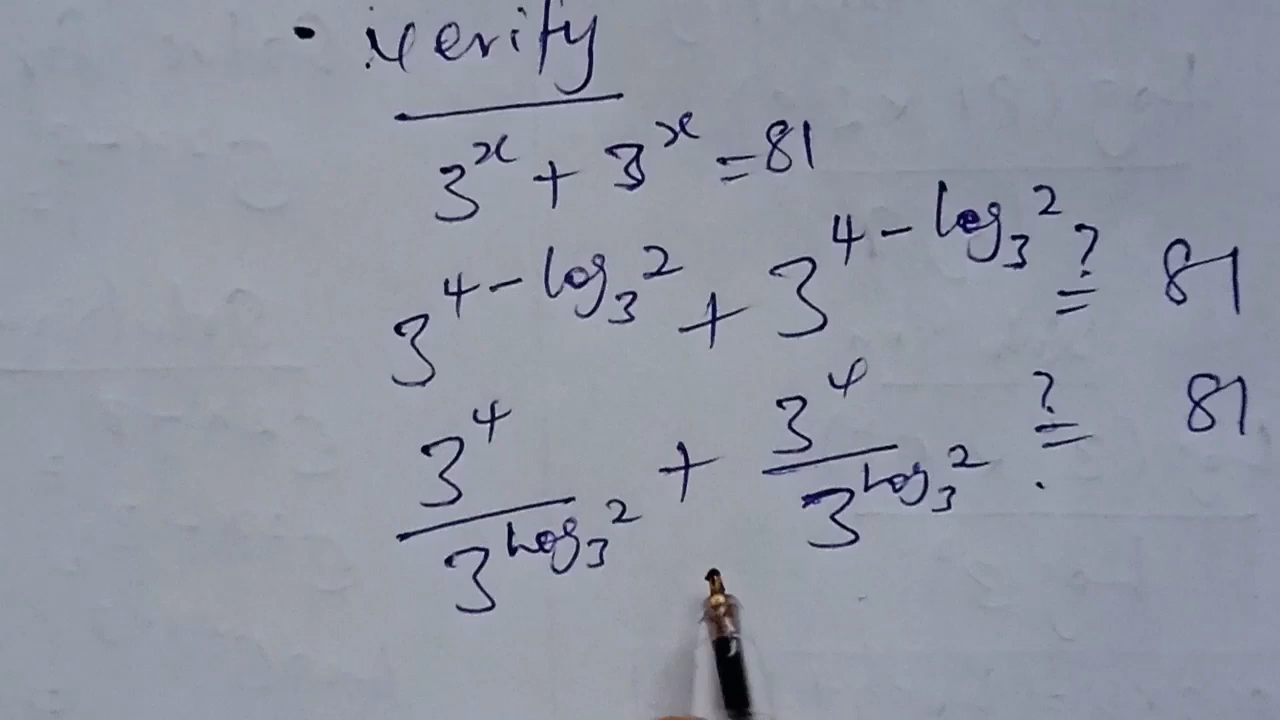 • verify
3^x + 3^x = 81
3^{4 - log_3 2} + 3^{4 - log_3 2} ?= 81
3^4 / 3^{log_3 2} + 3^4 / 3^{log_3 2} ?= 81